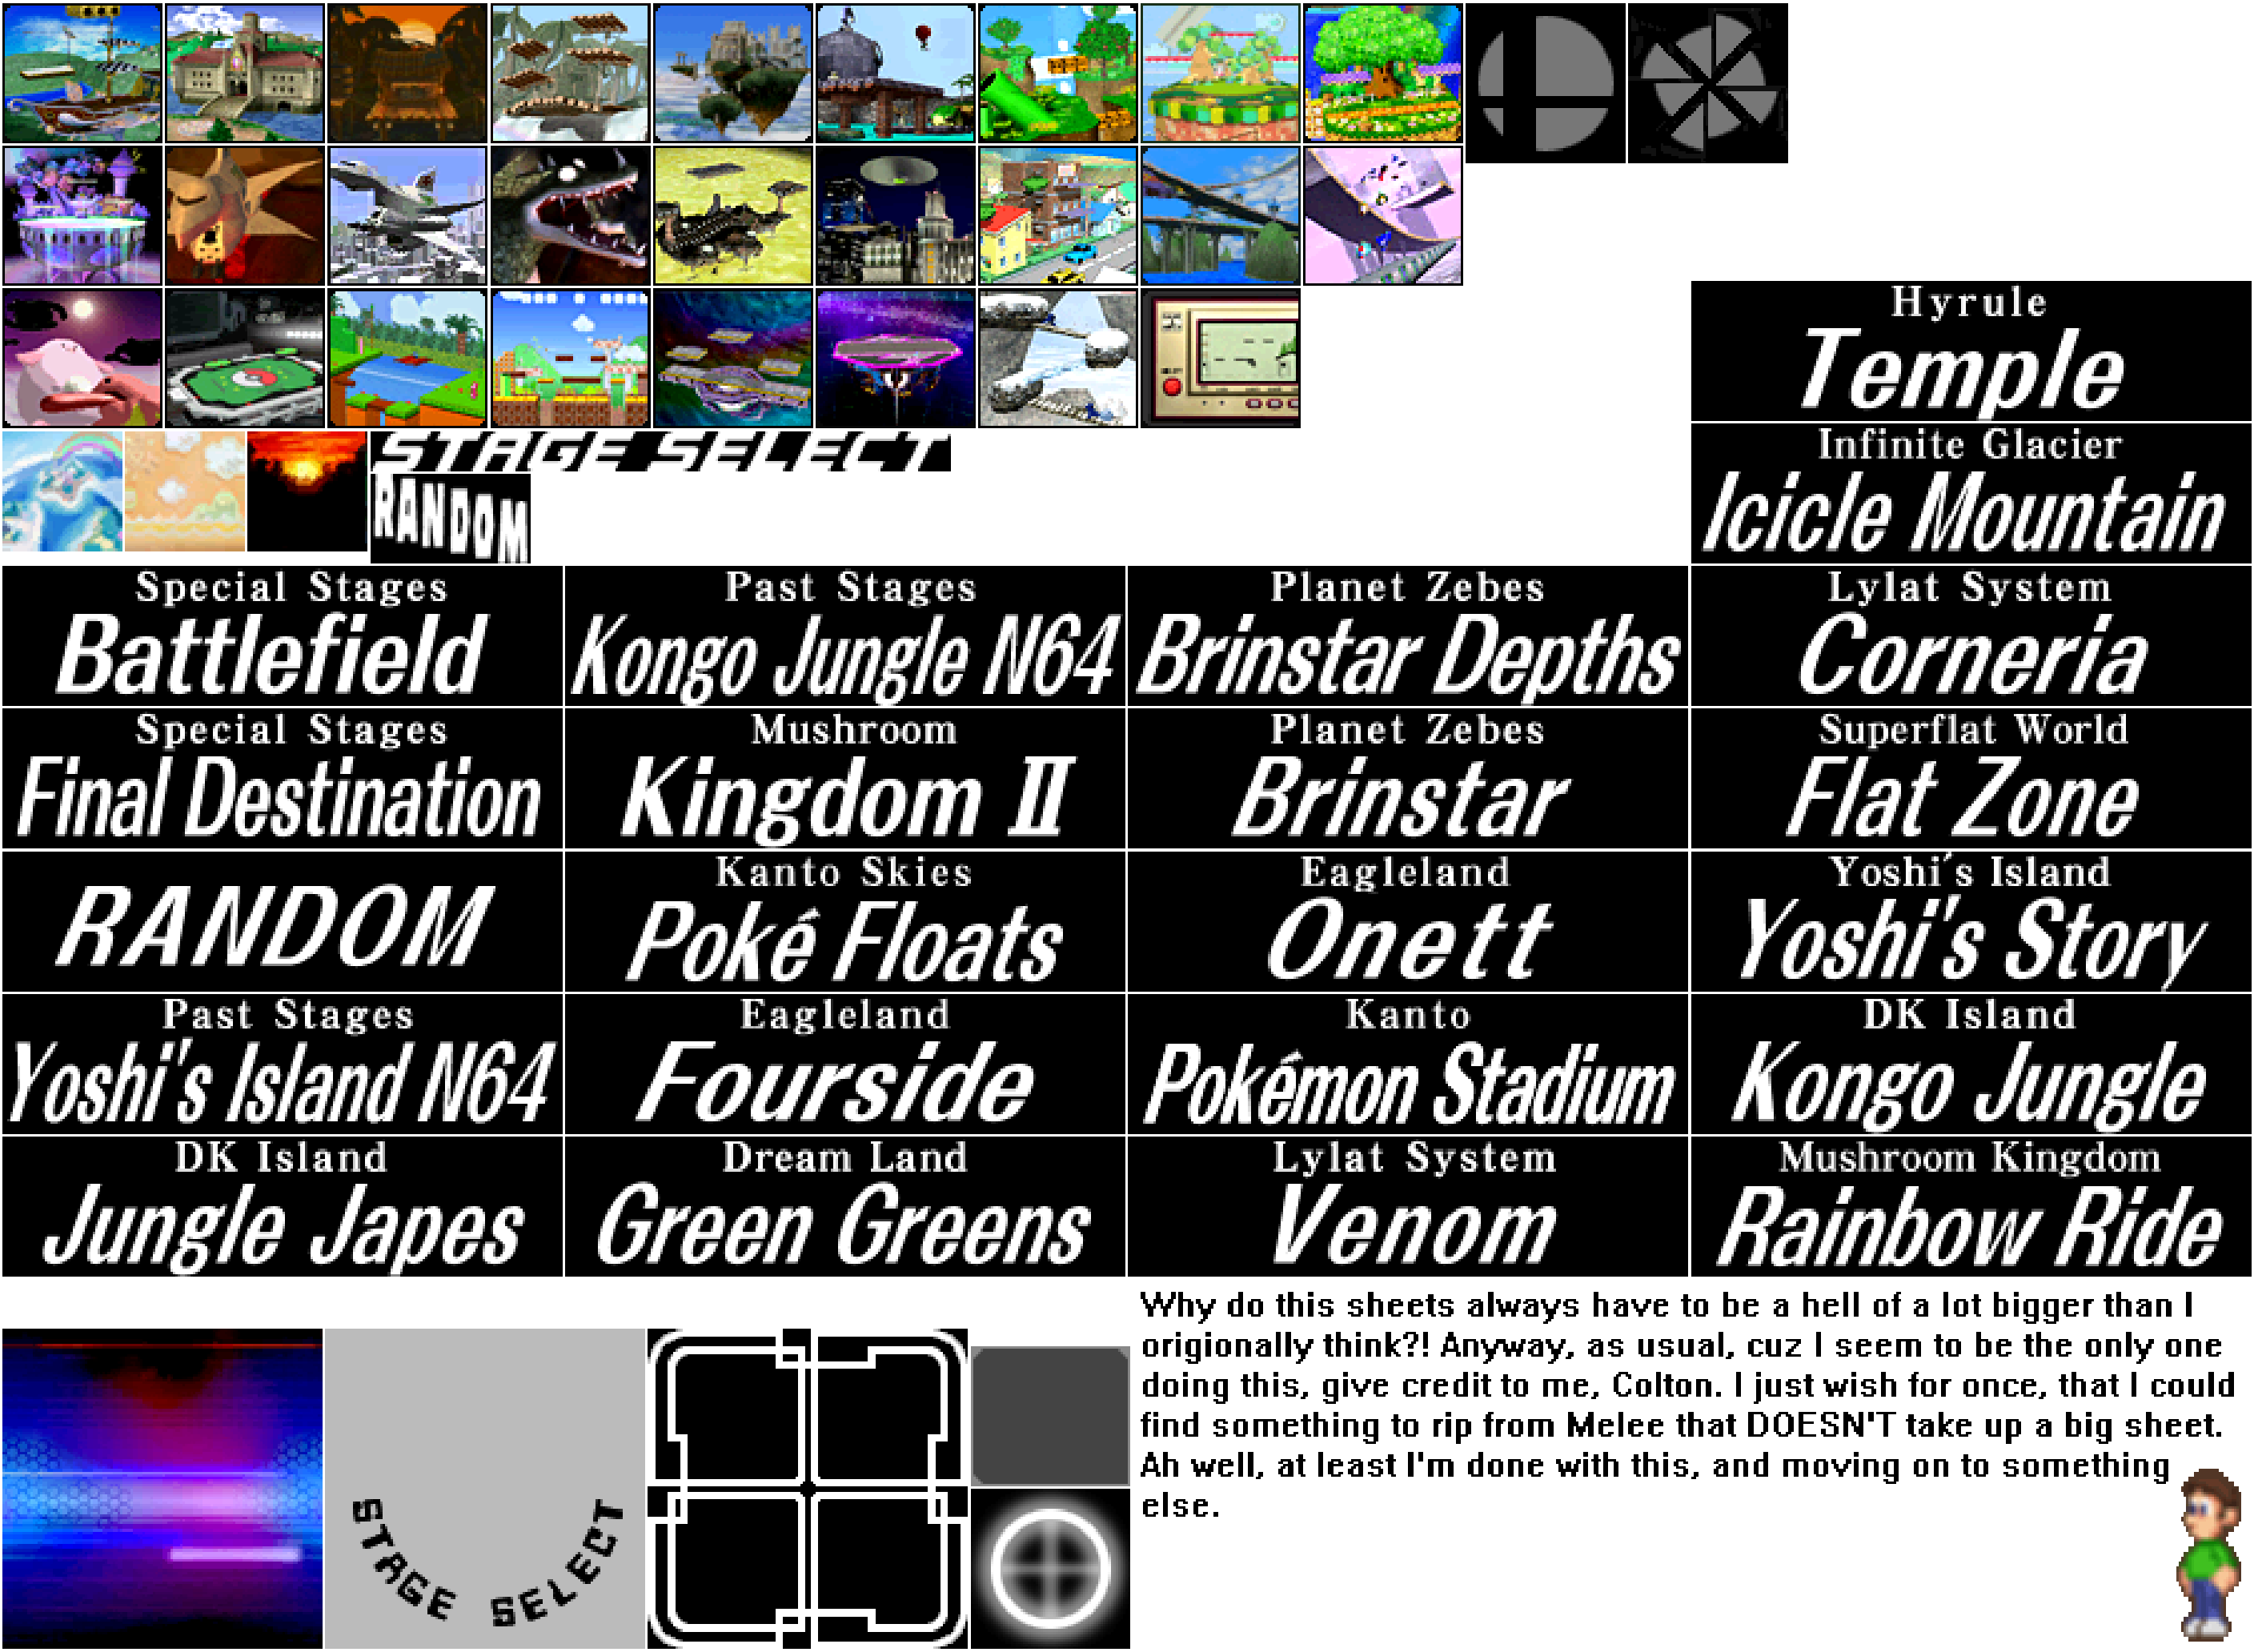 Hyrule
Temple
Infinite Glacier
Icicle Mountain
STAGE SELECT
RANDOM
Special Stages
Battlefield
Past Stages
Kongo Jungle N64
Planet Zebes
Brinstar Depths
Lylat System
Corneria
Special Stages
Final Destination
Mushroom
Kingdom II
Planet Zebes
Brinstar
Superflat World
Flat Zone
RANDOM
Kanto Skies
Poké Floats
Eagleland
Onett
Yoshi's Island
Yoshi's Story
Past Stages
Yoshi's Island N64
Eagleland
Fourside
Kanto
Pokémon Stadium
DK Island
Kongo Jungle
DK Island
Jungle Japes
Dream Land
Green Greens
Lylat System
Venom
Mushroom Kingdom
Rainbow Ride
STAGE SELECT
Why do this sheets always have to be a hell of a lot bigger than I
origionally think?! Anyway, as usual, cuz I seem to be the only one
doing this, give credit to me, Colton. I just wish for once, that I could
find something to rip from Melee that DOESN'T take up a big sheet.
Ah well, at least I'm done with this, and moving on to something
else.